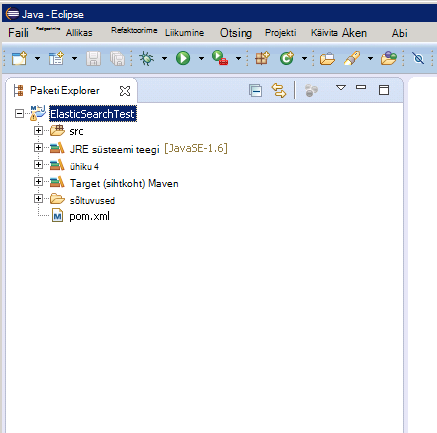 Java - Eclipse
Faili Redigeerimine Allikas Refaktoorime Liikumine Otsing Projekti Käivita Aken Abi
Paketi Explorer
ElasticSearchTest
src
JRE süsteemi teegi [JavaSE-1.6]
ühiku 4
Target (sihtkoht) Maven
sõltuvused
pom.xml